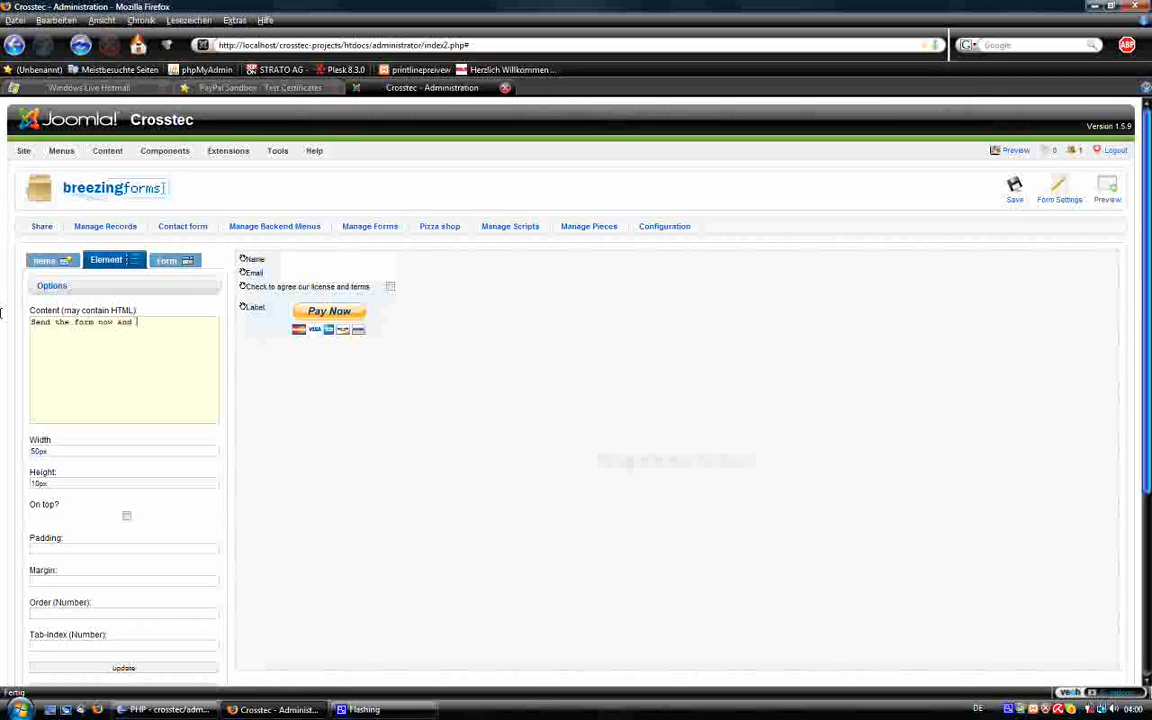 Crosstec - Administration - Mozilla Firefox
Datei Bearbeiten Ansicht Chronik Lesezeichen Extras Hilfe
http://localhost/crosstec-projects/htdocs/administrator/index2.php#
Google
ABP
(Unbenannt) Meistbesuchte Seiten phpMyAdmin STRATO AG - Plesk 8.3.0 printlinepreivew Herzlich Willkommen ...
Windows Live Hotmail PayPal Sandbox - Test Certificates Crosstec - Administration
Joomla! Crosstec
Version 1.5.9
Site Menus Content Components Extensions Tools Help Preview 0 1 Logout
breezingforms
Save Form Settings Preview
Share Manage Records Contact form Manage Backend Menus Manage Forms Pizza shop Manage Scripts Manage Pieces Configuration
Items Element Form
Options
Content (may contain HTML)
Send the form now and
Width
50px
Height:
10px
On top?
Padding:
Margin:
Order (Number):
Tab-Index (Number):
update
Name
Email
Check to agree our license and terms
Label
Pay Now
Fertig
veoh
PHP - crosstec/adm... Crosstec - Administ... Flashing DE 04:00